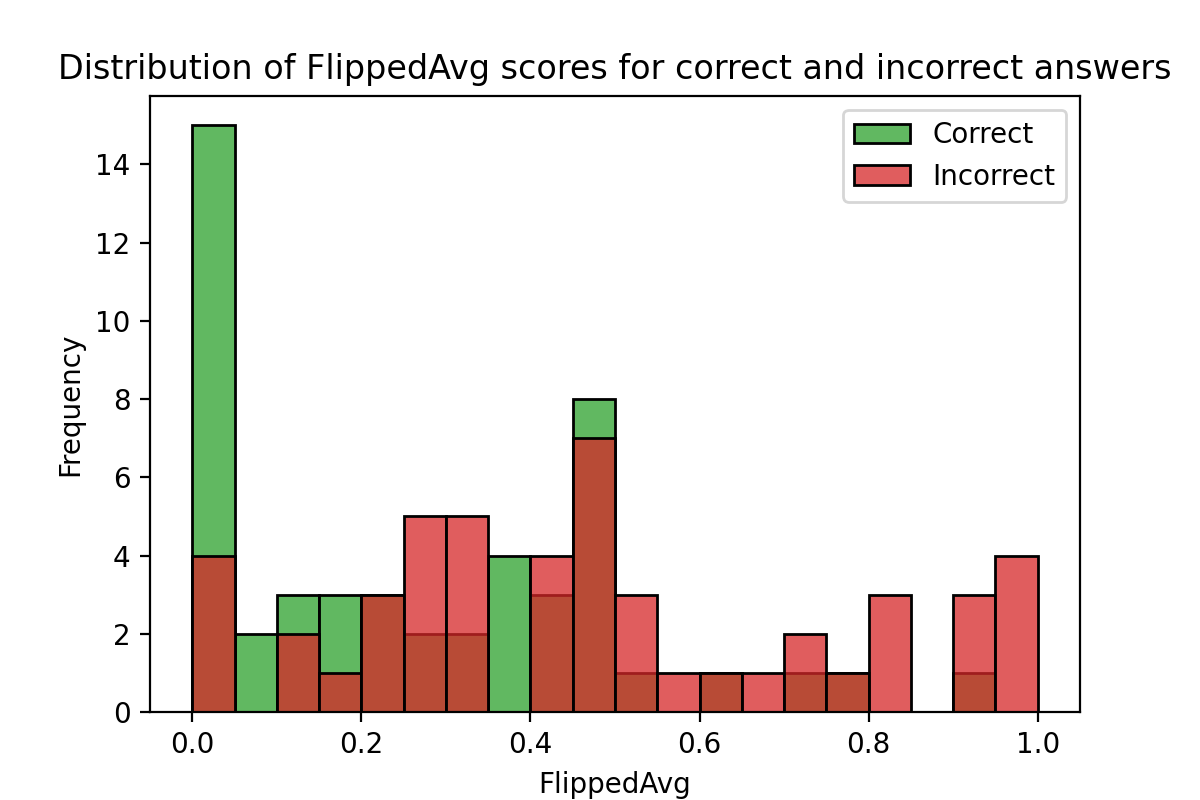 Distribution of FlippedAvg scores for correct and incorrect answers
Correct
Incorrect
14
12
10
8
6
4
2
0
Frequency
0.0 0.2 0.4 0.6 0.8 1.0
FlippedAvg